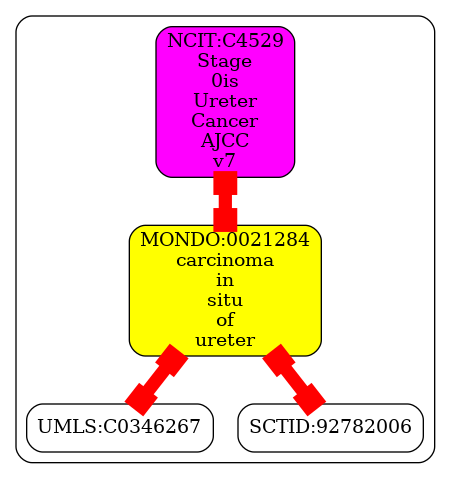 NCIT:C4529
Stage
0is
Ureter
Cancer
AJCC
v7
MONDO:0021284
carcinoma
in
situ
of
ureter
UMLS:C0346267
SCTID:92782006